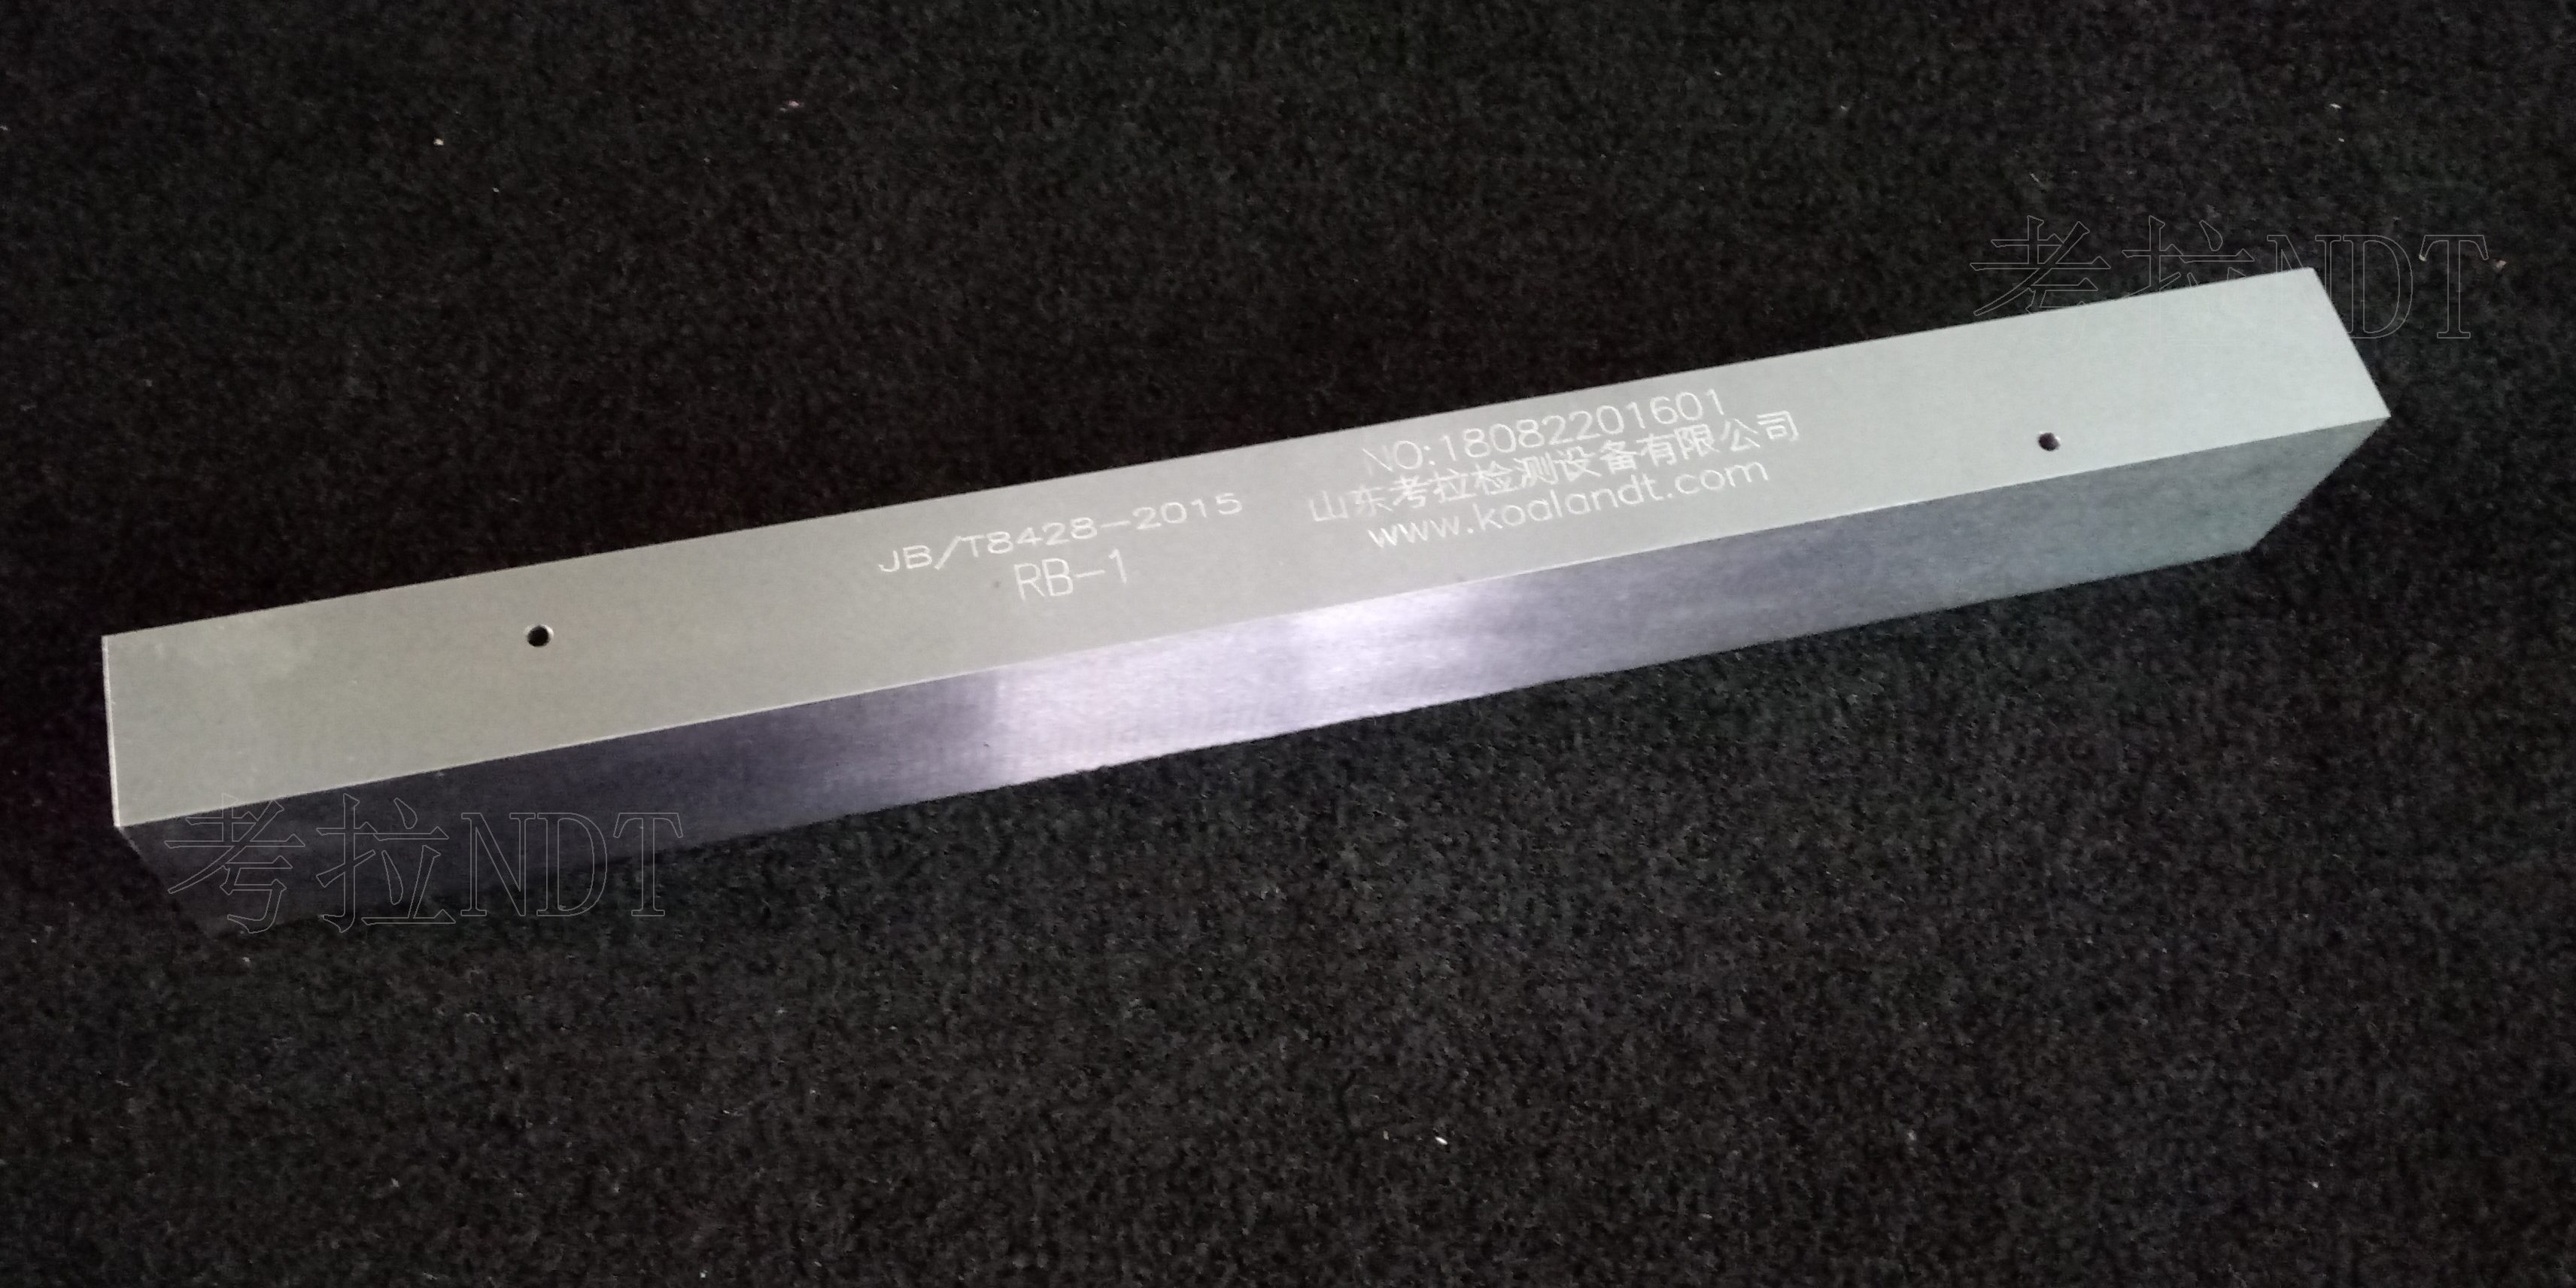 考拉NDT
NO:18082201601
山东考拉检测设备有限公司
www.koalandt.com
JB/T8428-2015
RB-1
考拉NDT